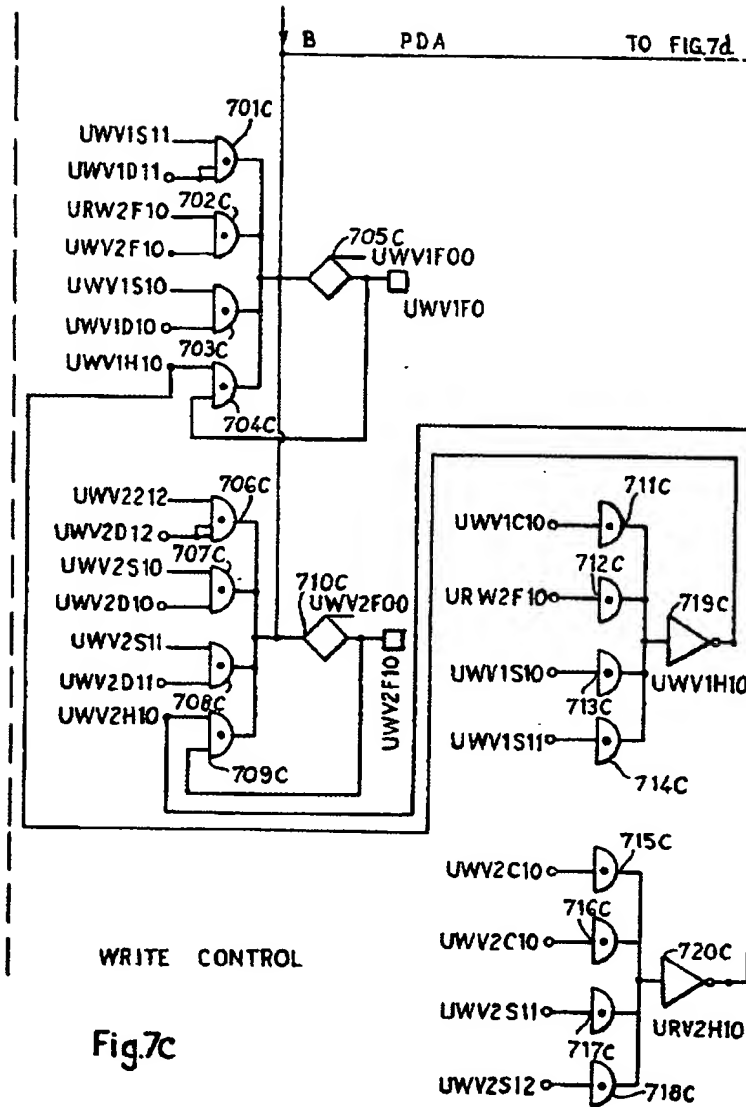 B PDA TO FIG.7d
701C
UWV1S11
UWV1D11
702C
URW2F10
UWV2F10
705C
UWV1F00
UWV1F0
UWV1S10
UWV1D10
703C
UWV1H10
704C
UWV2212
706C
UWV2D12
707C
UWV2S10
UWV2D10
710C
UWV2F00
UWV2F10
UWV2S11
UWV2D11
708C
UWV2H10
709C
711C
UWV1C10
712C
URW2F10
719C
UWV1H10
UWV1S10
713C
UWV1S11
714C
715C
UWV2C10
716C
UWV2C10
720C
URV2H10
UWV2S11
717C
UWV2S12
718C
WRITE CONTROL
Fig.7c